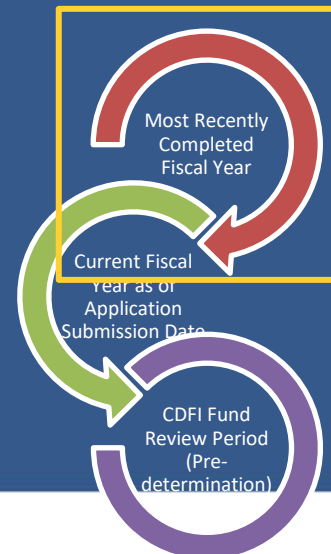 Most Recently
Completed
Fiscal Year
Current Fiscal
Year as of
Application
Submission Date
CDFI Fund
Review Period
(Pre-
determination)